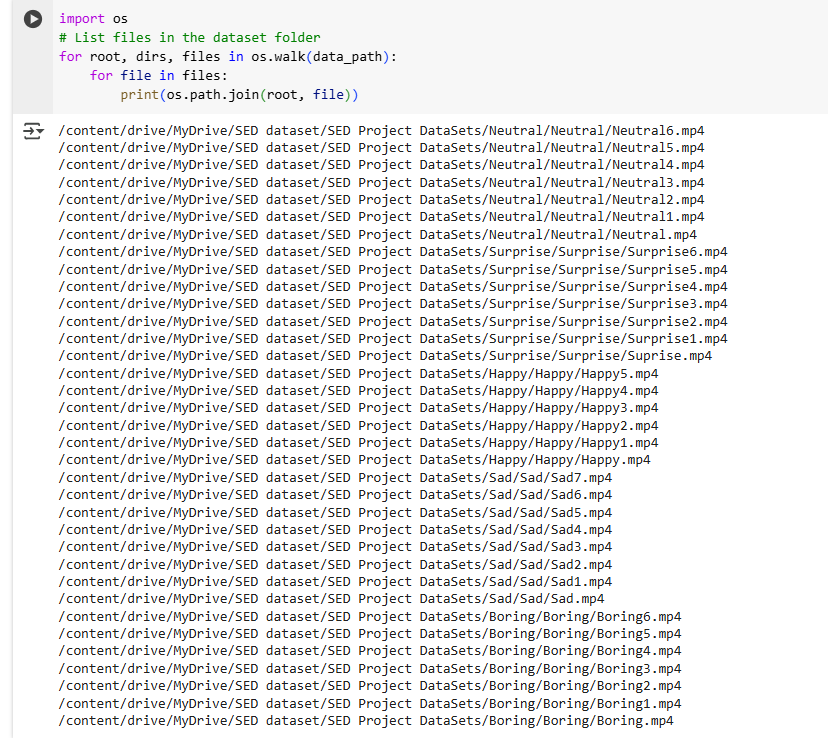 import os
# List files in the dataset folder
for root, dirs, files in os.walk(data_path):
    for file in files:
        print(os.path.join(root, file))
/content/drive/MyDrive/SED dataset/SED Project DataSets/Neutral/Neutral/Neutral6.mp4
/content/drive/MyDrive/SED dataset/SED Project DataSets/Neutral/Neutral/Neutral5.mp4
/content/drive/MyDrive/SED dataset/SED Project DataSets/Neutral/Neutral/Neutral4.mp4
/content/drive/MyDrive/SED dataset/SED Project DataSets/Neutral/Neutral/Neutral3.mp4
/content/drive/MyDrive/SED dataset/SED Project DataSets/Neutral/Neutral/Neutral2.mp4
/content/drive/MyDrive/SED dataset/SED Project DataSets/Neutral/Neutral/Neutral1.mp4
/content/drive/MyDrive/SED dataset/SED Project DataSets/Neutral/Neutral/Neutral.mp4
/content/drive/MyDrive/SED dataset/SED Project DataSets/Surprise/Surprise/Surprise6.mp4
/content/drive/MyDrive/SED dataset/SED Project DataSets/Surprise/Surprise/Surprise5.mp4
/content/drive/MyDrive/SED dataset/SED Project DataSets/Surprise/Surprise/Surprise4.mp4
/content/drive/MyDrive/SED dataset/SED Project DataSets/Surprise/Surprise/Surprise3.mp4
/content/drive/MyDrive/SED dataset/SED Project DataSets/Surprise/Surprise/Surprise2.mp4
/content/drive/MyDrive/SED dataset/SED Project DataSets/Surprise/Surprise/Surprise1.mp4
/content/drive/MyDrive/SED dataset/SED Project DataSets/Surprise/Surprise/Suprise.mp4
/content/drive/MyDrive/SED dataset/SED Project DataSets/Happy/Happy/Happy5.mp4
/content/drive/MyDrive/SED dataset/SED Project DataSets/Happy/Happy/Happy4.mp4
/content/drive/MyDrive/SED dataset/SED Project DataSets/Happy/Happy/Happy3.mp4
/content/drive/MyDrive/SED dataset/SED Project DataSets/Happy/Happy/Happy2.mp4
/content/drive/MyDrive/SED dataset/SED Project DataSets/Happy/Happy/Happy1.mp4
/content/drive/MyDrive/SED dataset/SED Project DataSets/Happy/Happy/Happy.mp4
/content/drive/MyDrive/SED dataset/SED Project DataSets/Sad/Sad/Sad7.mp4
/content/drive/MyDrive/SED dataset/SED Project DataSets/Sad/Sad/Sad6.mp4
/content/drive/MyDrive/SED dataset/SED Project DataSets/Sad/Sad/Sad5.mp4
/content/drive/MyDrive/SED dataset/SED Project DataSets/Sad/Sad/Sad4.mp4
/content/drive/MyDrive/SED dataset/SED Project DataSets/Sad/Sad/Sad3.mp4
/content/drive/MyDrive/SED dataset/SED Project DataSets/Sad/Sad/Sad2.mp4
/content/drive/MyDrive/SED dataset/SED Project DataSets/Sad/Sad/Sad1.mp4
/content/drive/MyDrive/SED dataset/SED Project DataSets/Sad/Sad/Sad.mp4
/content/drive/MyDrive/SED dataset/SED Project DataSets/Boring/Boring/Boring6.mp4
/content/drive/MyDrive/SED dataset/SED Project DataSets/Boring/Boring/Boring5.mp4
/content/drive/MyDrive/SED dataset/SED Project DataSets/Boring/Boring/Boring4.mp4
/content/drive/MyDrive/SED dataset/SED Project DataSets/Boring/Boring/Boring3.mp4
/content/drive/MyDrive/SED dataset/SED Project DataSets/Boring/Boring/Boring2.mp4
/content/drive/MyDrive/SED dataset/SED Project DataSets/Boring/Boring/Boring1.mp4
/content/drive/MyDrive/SED dataset/SED Project DataSets/Boring/Boring/Boring.mp4